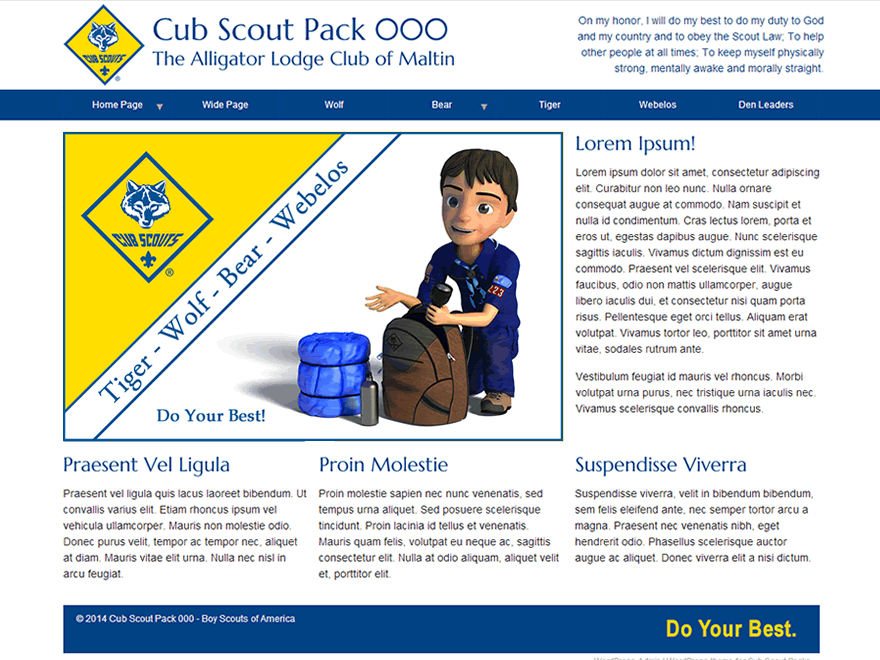 CUB SCOUTS
®
Cub Scout Pack 000
The Alligator Lodge Club of Maltin
On my honor, I will do my best to do my duty to God
and my country and to obey the Scout Law; To help
other people at all times; To keep myself physically
strong, mentally awake and morally straight.
Home Page Wide Page Wolf Bear Tiger Webelos Den Leaders
CUB SCOUTS
®
Tiger - Wolf - Bear - Webelos
Do Your Best!
223
Lorem Ipsum!
Lorem ipsum dolor sit amet, consectetur adipiscing
elit. Curabitur non leo nunc. Nulla ornare
consequat augue at commodo. Nam suscipit et
nulla id condimentum. Cras lectus lorem, porta et
eros ut, egestas dapibus augue. Nunc scelerisque
sagittis iaculis. Vivamus dictum dignissim est eu
commodo. Praesent vel scelerisque elit. Vivamus
faucibus, odio non mattis ullamcorper, augue
libero iaculis dui, et consectetur nisi quam porta
risus. Pellentesque eget orci tellus. Aliquam erat
volutpat. Vivamus tortor leo, porttitor sit amet urna
vitae, sodales rutrum ante.
Vestibulum feugiat id mauris vel rhoncus. Morbi
volutpat urna purus, nec tristique urna iaculis nec.
Vivamus scelerisque convallis rhoncus.
Praesent Vel Ligula
Praesent vel ligula quis lacus laoreet bibendum. Ut
convallis varius elit. Etiam rhoncus ipsum vel
vehicula ullamcorper. Mauris non molestie odio.
Donec purus velit, tempor ac tempor nec, aliquet
at diam. Mauris vitae elit urna. Nulla nec nisl in
arcu feugiat.
Proin Molestie
Proin molestie sapien nec nunc venenatis, sed
tempus urna aliquet. Sed posuere scelerisque
tincidunt. Proin lacinia id tellus et venenatis.
Mauris quam felis, volutpat eu neque ac, sagittis
consectetur elit. Nulla at odio aliquam, aliquet velit
et, porttitor elit.
Suspendisse Viverra
Suspendisse viverra, velit in bibendum bibendum,
sem felis eleifend ante, nec semper tortor arcu a
magna. Praesent nec venenatis nibh, eget
hendrerit odio. Phasellus scelerisque auctor
augue ac aliquet. Donec viverra elit a nisi dictum.
© 2014 Cub Scout Pack 000 - Boy Scouts of America
Do Your Best.
WordPress Admin | WordPress theme for Cub Scout Packs